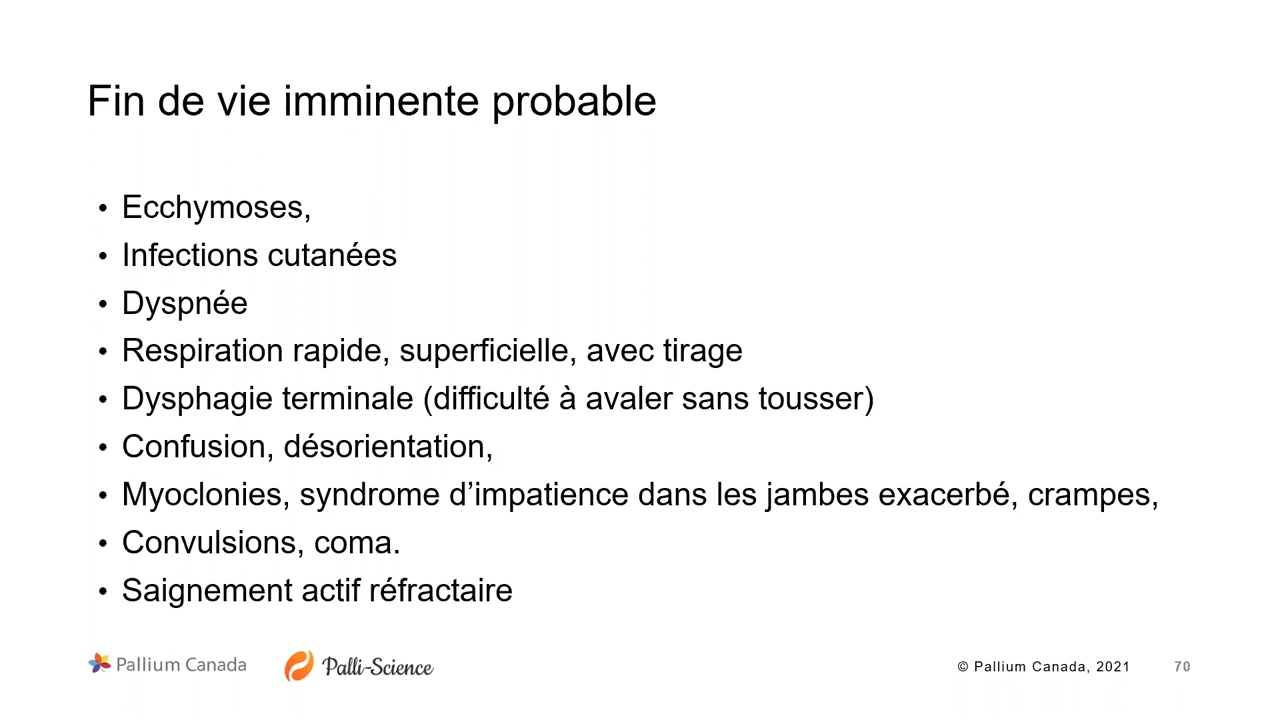 Fin de vie imminente probable
• Ecchymoses,
• Infections cutanées
• Dyspnée
• Respiration rapide, superficielle, avec tirage
• Dysphagie terminale (difficulté à avaler sans tousser)
• Confusion, désorientation,
• Myoclonies, syndrome d’impatience dans les jambes exacerbé, crampes,
• Convulsions, coma.
• Saignement actif réfractaire
Pallium Canada Palli-Science © Pallium Canada, 2021 70